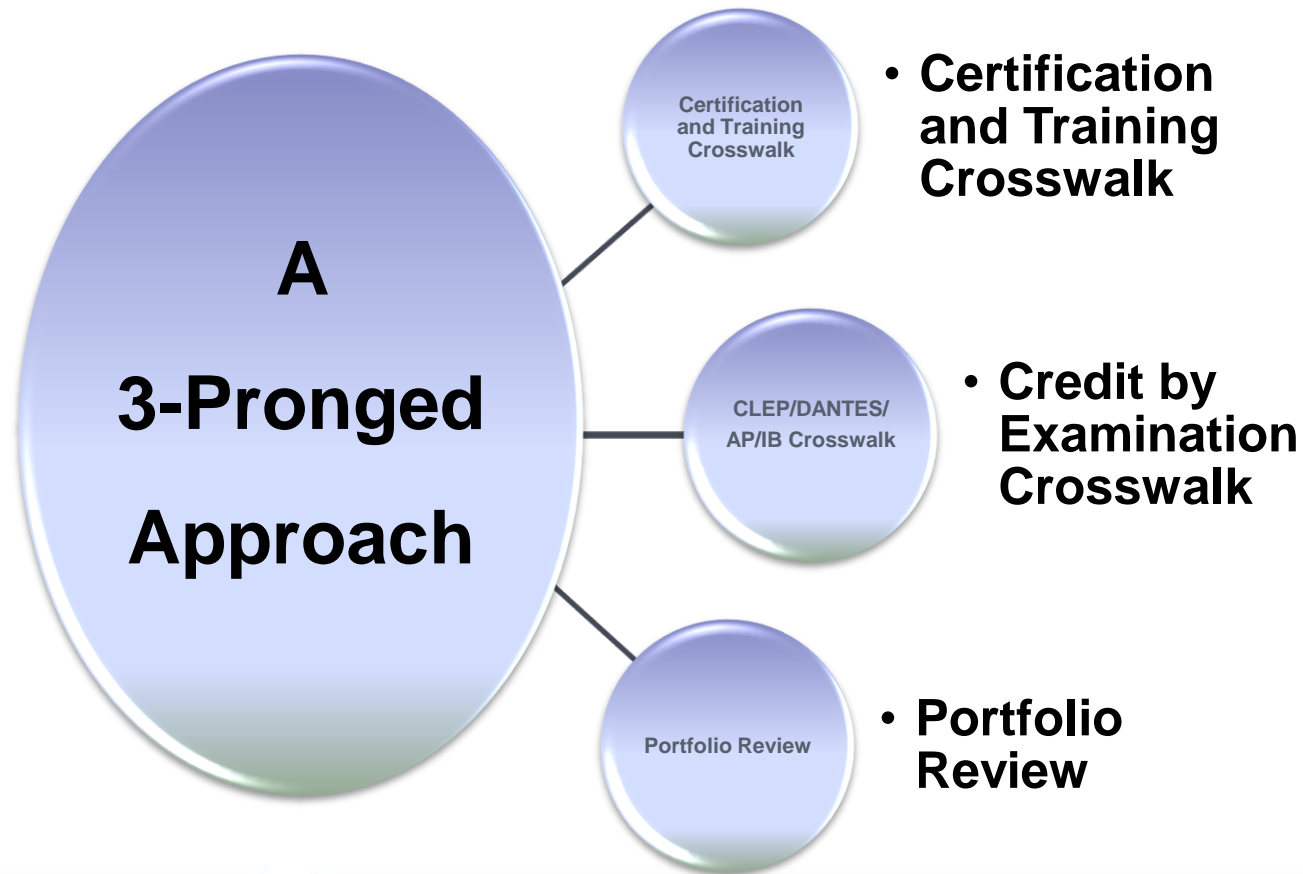 A
3-Pronged
Approach
Certification
and Training
Crosswalk
• Certification
and Training
Crosswalk
CLEP/DANTES/
AP/IB Crosswalk
• Credit by
Examination
Crosswalk
Portfolio Review
• Portfolio
Review